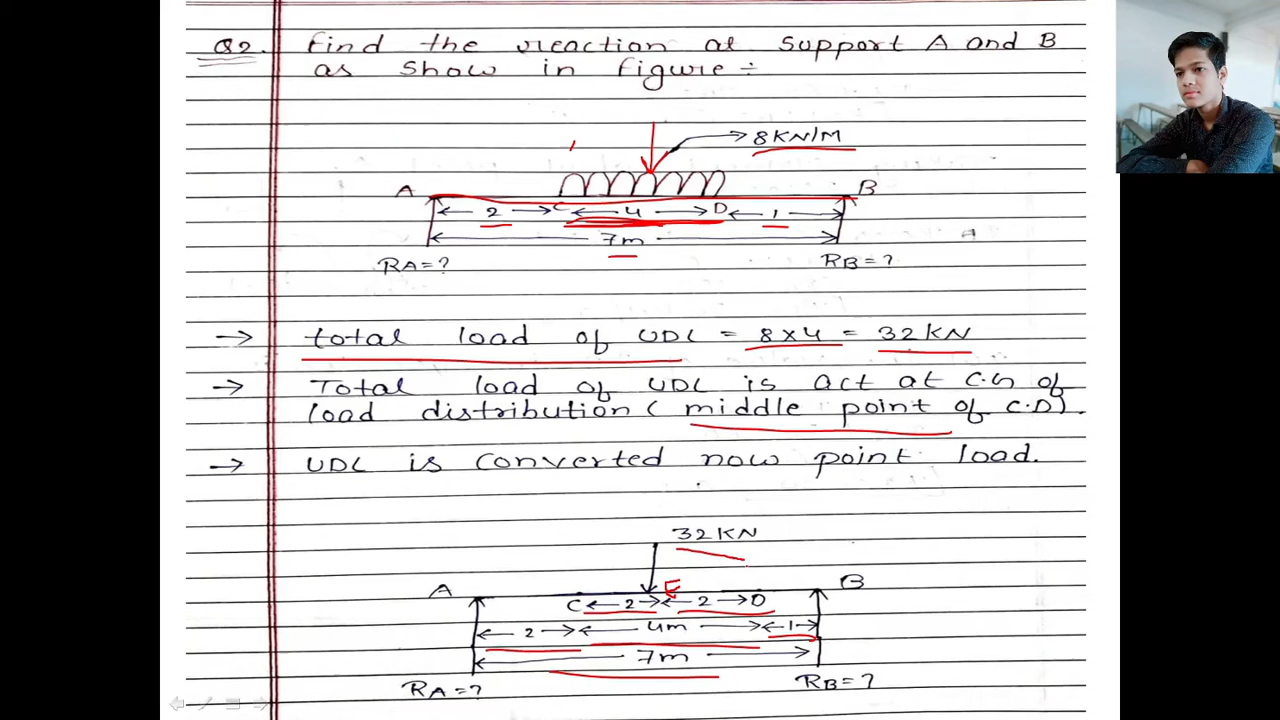 Q2. Find the reaction at support A and B
as show in figure ÷
8KN/M
A B
2 C 4 D 1
7m
RA=? RB=?
→ total load of UDL = 8×4 = 32KN
→ Total load of UDL is act at C.G of
load distribution ( middle point of C.D).
→ UDL is converted now point load.
32KN
A E B
C 2 2 D
2 4m 1
7m
RA=? RB=?